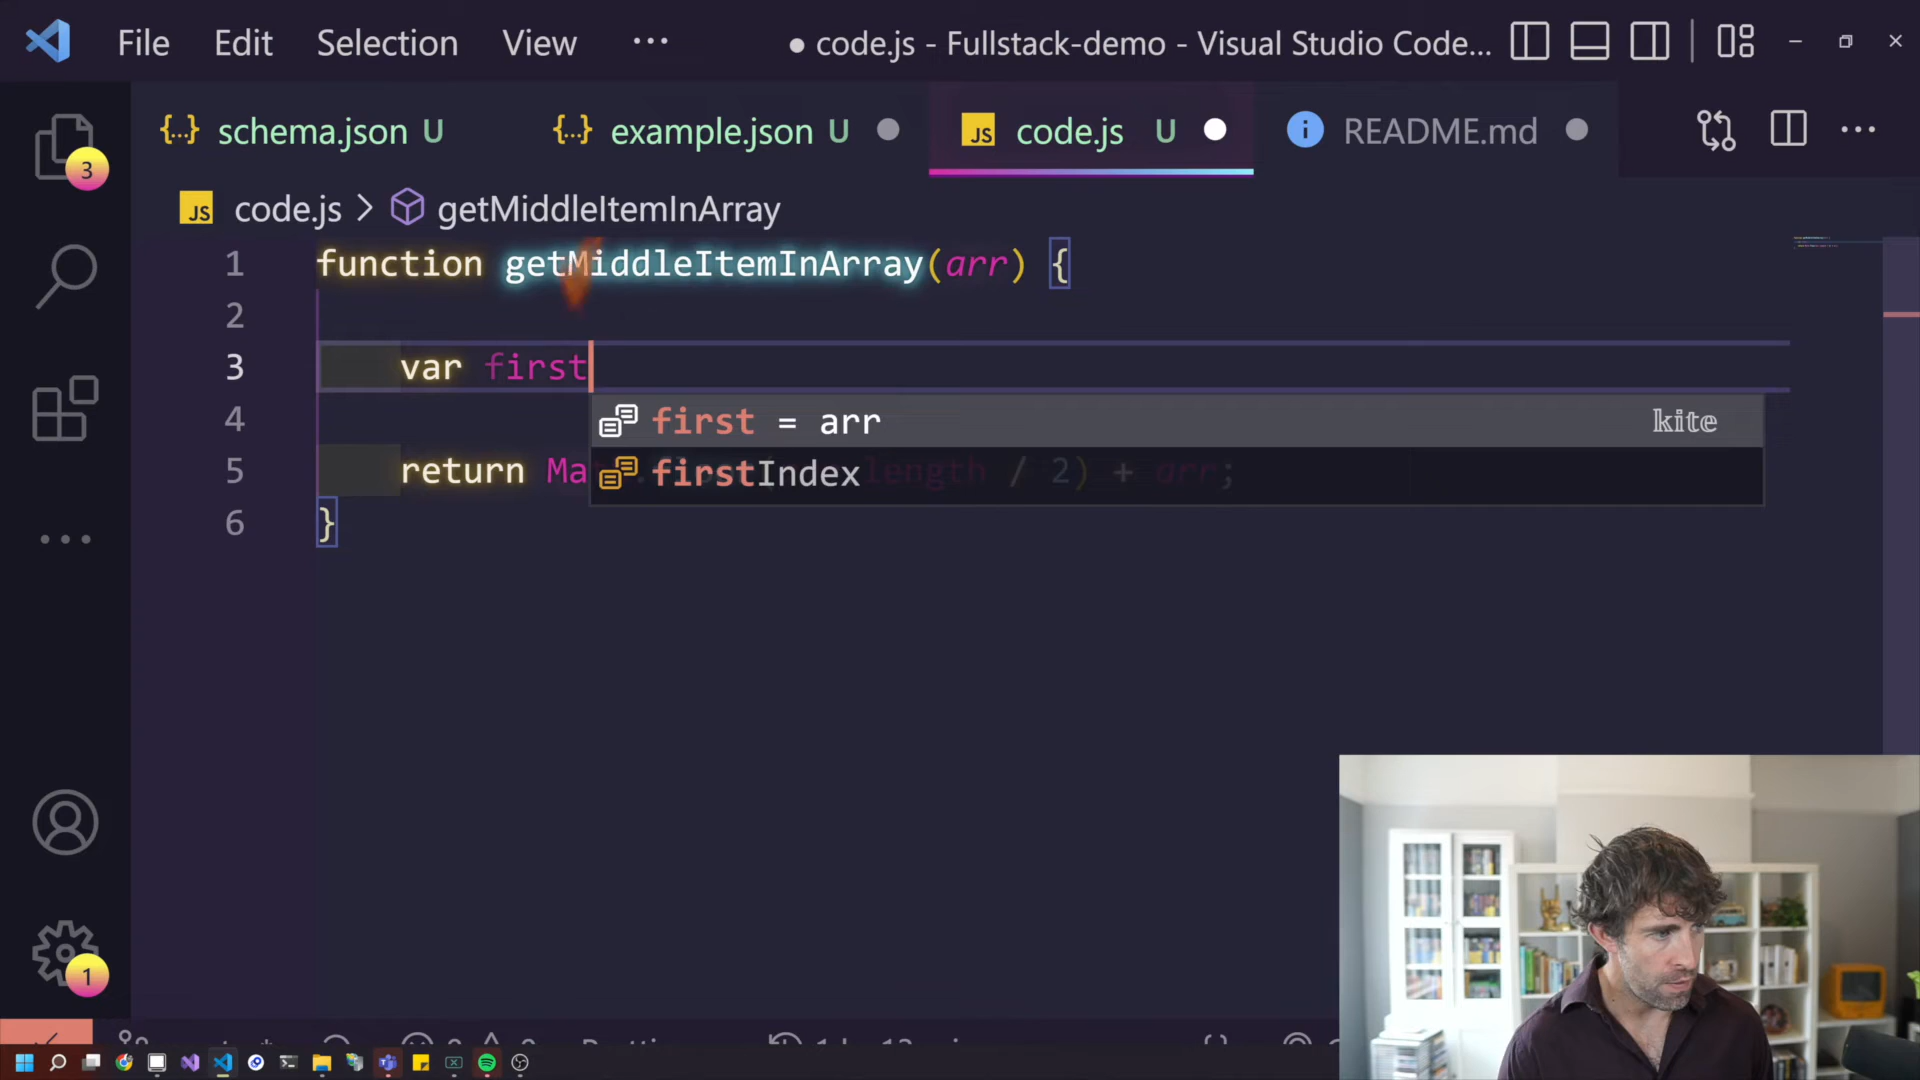 File Edit Selection View ··· ● code.js - Fullstack-demo - Visual Studio Code...
{...} schema.json U {...} example.json U ● JS code.js U ● i README.md ● ···
3
JS code.js > getMiddleItemInArray
1 function getMiddleItemInArray(arr) {
2
3 var first
4 first = arr kite
5 return Ma firstIndex length / 2) + arr;
6 }
1